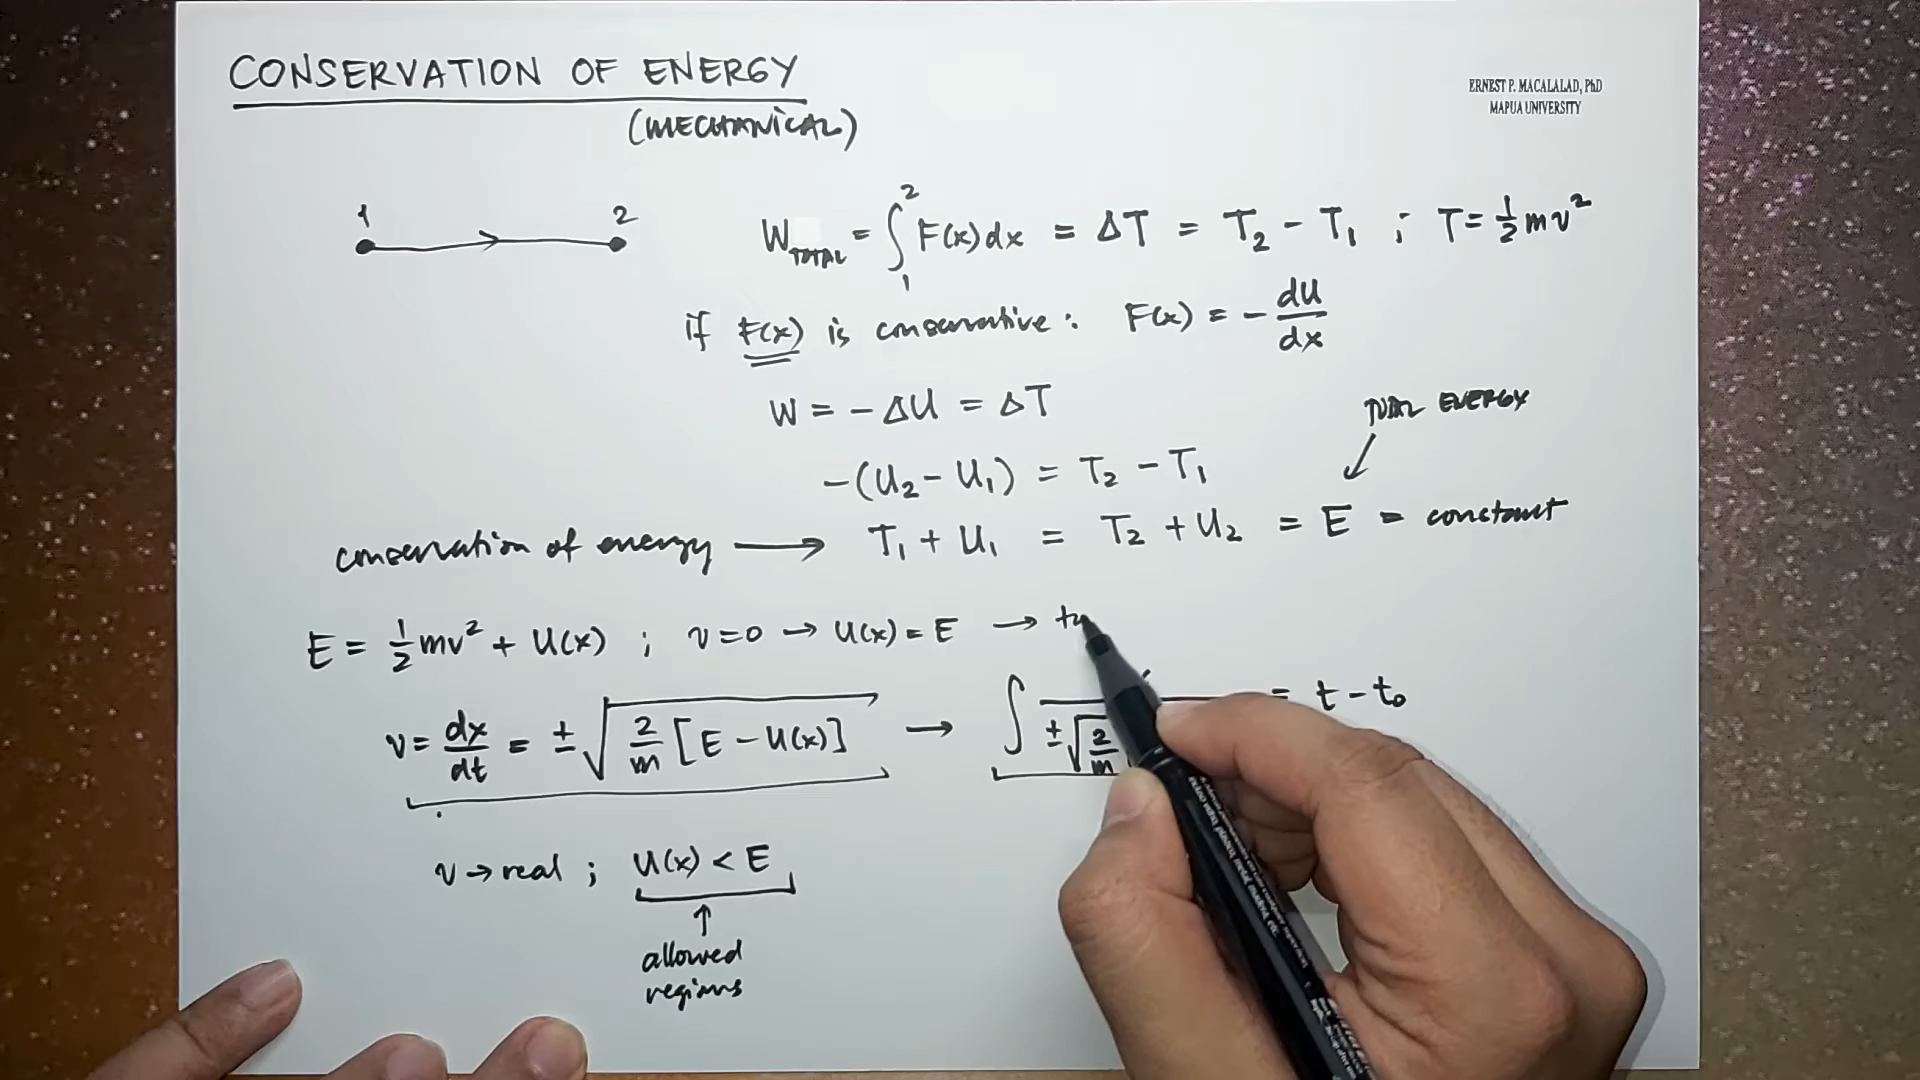 CONSERVATION OF ENERGY
(MECHANICAL)
ERNEST P. MACALALAD, PhD
MAPUA UNIVERSITY
1 2
W_TOTAL = ∫₁² F(x)dx = ΔT = T₂ - T₁ ; T = ½mv²
if F(x) is conservative: F(x) = - dU/dx
W = - ΔU = ΔT
TOTAL ENERGY
-(U₂ - U₁) = T₂ - T₁
conservation of energy → T₁ + U₁ = T₂ + U₂ = E = constant
E = ½mv² + U(x) ; v=0 → U(x) = E → tu
v = dx/dt = ±√(2/m [E - U(x)]) → ∫ ±√2/m = t - t₀
v → real ; U(x) < E
↑
allowed
regions